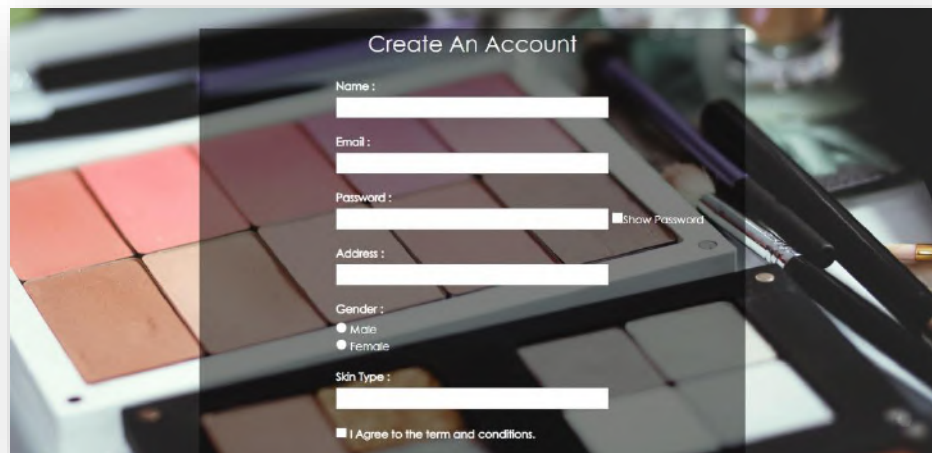 Create An Account
Name :
Email :
Password :
Show Password
Address :
Gender :
Male
Female
Skin Type :
I Agree to the term and conditions.